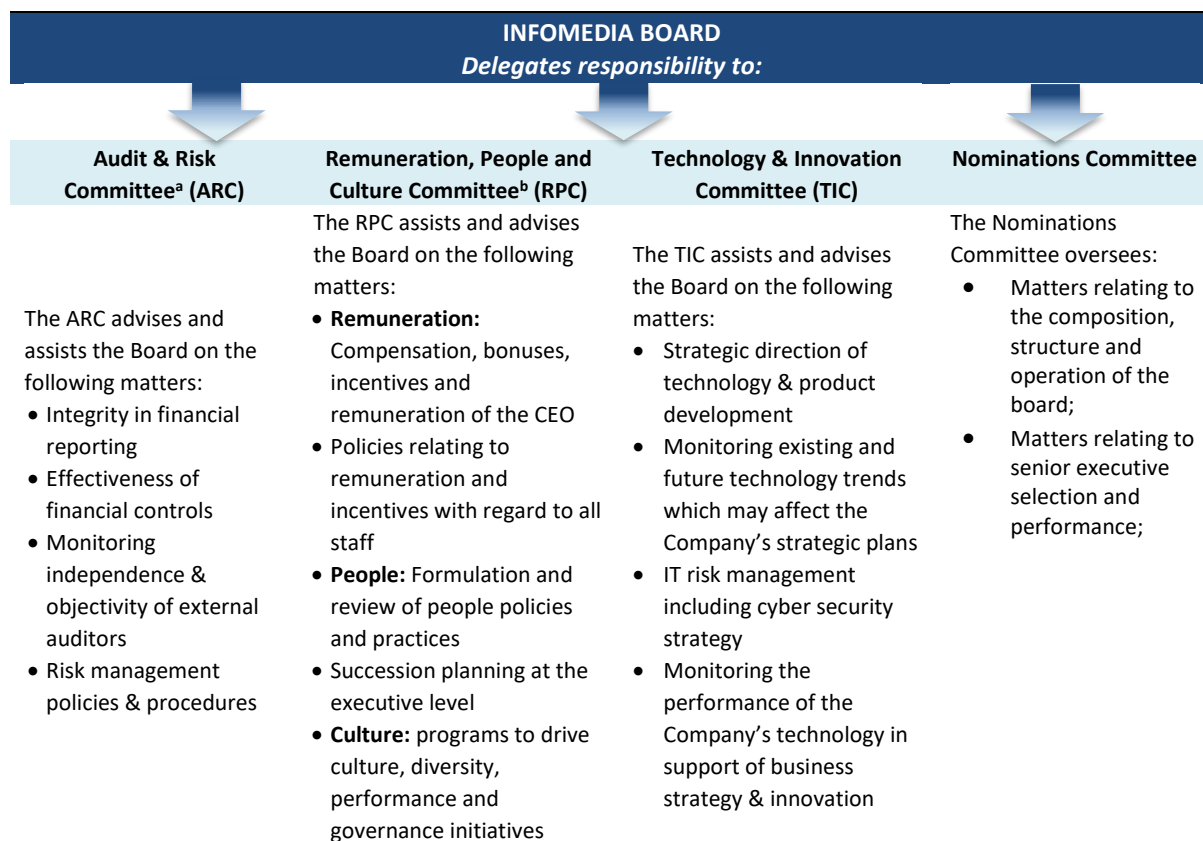 INFOMEDIA BOARD
Delegates responsibility to:
Audit & Risk
Committeeᵃ (ARC)
The ARC advises and
assists the Board on the
following matters:
• Integrity in financial
reporting
• Effectiveness of
financial controls
• Monitoring
independence &
objectivity of external
auditors
• Risk management
policies & procedures
Remuneration, People and
Culture Committeeᵇ (RPC)
The RPC assists and advises
the Board on the following
matters:
• Remuneration:
Compensation, bonuses,
incentives and
remuneration of the CEO
• Policies relating to
remuneration and
incentives with regard to all
staff
• People: Formulation and
review of people policies
and practices
• Succession planning at the
executive level
• Culture: programs to drive
culture, diversity,
performance and
governance initiatives
Technology & Innovation
Committee (TIC)
The TIC assists and advises
the Board on the following
matters:
• Strategic direction of
technology & product
development
• Monitoring existing and
future technology trends
which may affect the
Company’s strategic plans
• IT risk management
including cyber security
strategy
• Monitoring the
performance of the
Company’s technology in
support of business
strategy & innovation
Nominations Committee
The Nominations
Committee oversees:
• Matters relating to
the composition,
structure and
operation of the
board;
• Matters relating to
senior executive
selection and
performance;